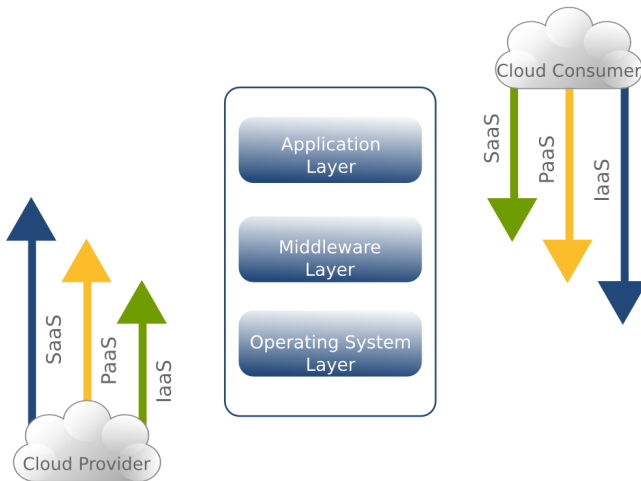 Cloud Consumer
SaaS
PaaS
IaaS
Application
Layer
Middleware
Layer
Operating System
Layer
SaaS
PaaS
IaaS
Cloud Provider